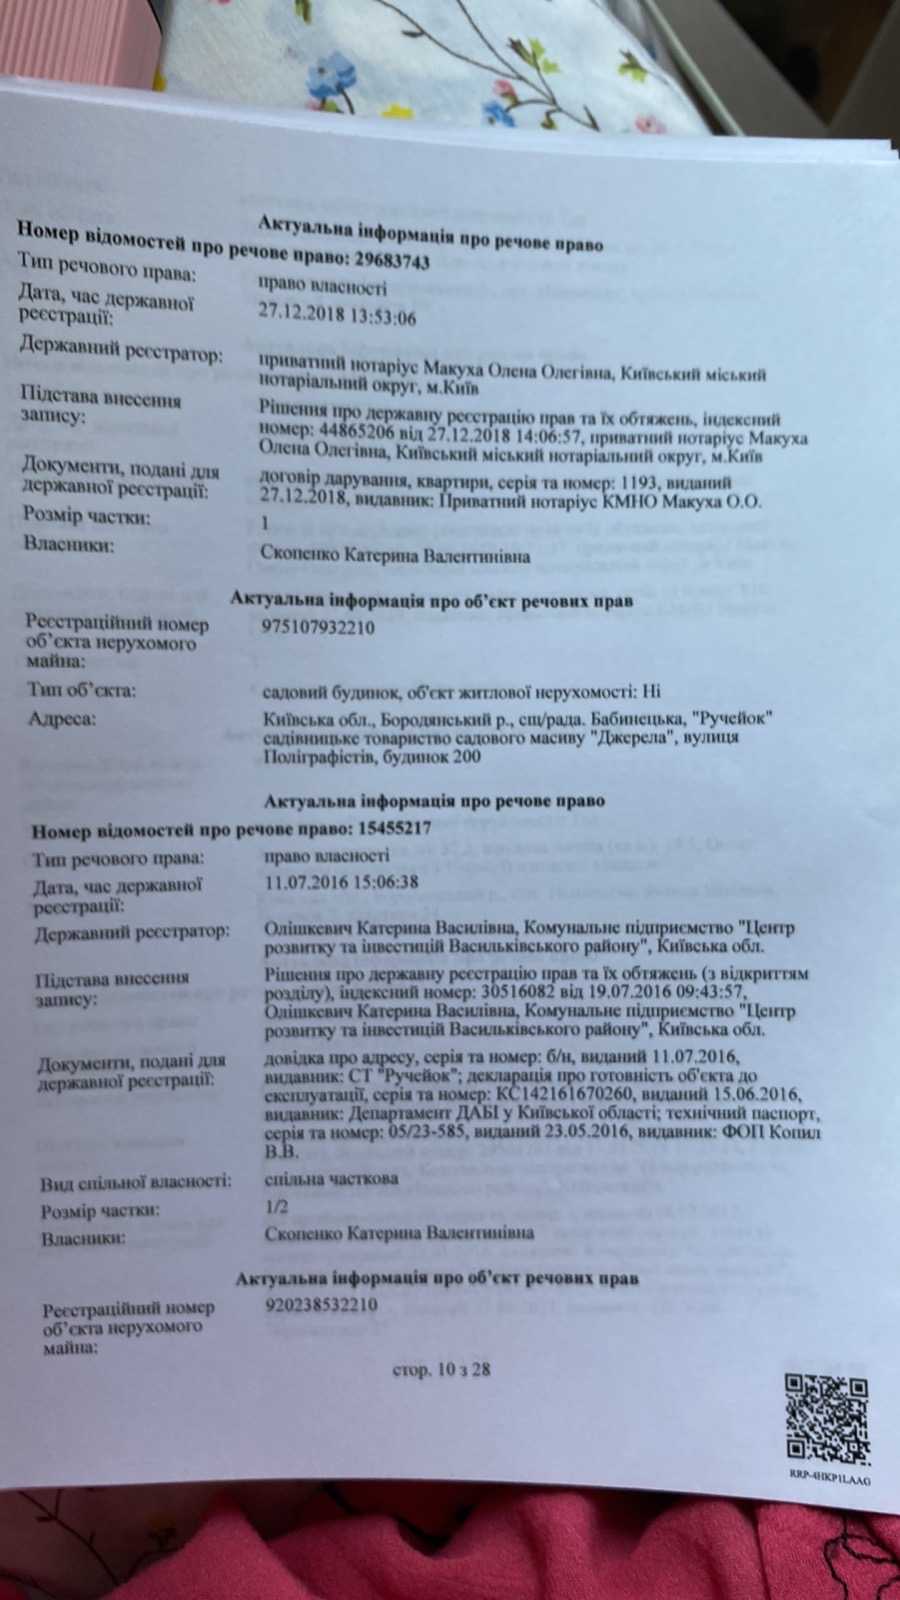 Актуальна інформація про речове право
Номер відомостей про речове право: 29683743
Тип речового права: право власності
Дата, час державної реєстрації: 27.12.2018 13:53:06
Державний реєстратор: приватний нотаріус Макуха Олена Олегівна, Київський міський
нотаріальний округ, м.Київ
Підстава внесення запису: Рішення про державну реєстрацію прав та їх обтяжень, індексний
номер: 44865206 від 27.12.2018 14:06:57, приватний нотаріус Макуха
Олена Олегівна, Київський міський нотаріальний округ, м.Київ
Документи, подані для державної реєстрації: договір дарування, квартири, серія та номер: 1193, виданий
27.12.2018, видавник: Приватний нотаріус КМНО Макуха О.О.
Розмір частки: 1
Власники: Скопенко Катерина Валентинівна
Актуальна інформація про об'єкт речових прав
Реєстраційний номер об'єкта нерухомого майна: 975107932210
Тип об'єкта: садовий будинок, об'єкт житлової нерухомості: Ні
Адреса: Київська обл., Бородянський р., сщ/рада. Бабинецька, "Ручейок"
садівницьке товариство садового масиву "Джерела", вулиця
Поліграфістів, будинок 200
Актуальна інформація про речове право
Номер відомостей про речове право: 15455217
Тип речового права: право власності
Дата, час державної реєстрації: 11.07.2016 15:06:38
Державний реєстратор: Олішкевич Катерина Василівна, Комунальне підприємство "Центр
розвитку та інвестицій Васильківського району", Київська обл.
Підстава внесення запису: Рішення про державну реєстрацію прав та їх обтяжень (з відкриттям
розділу), індексний номер: 30516082 від 19.07.2016 09:43:57,
Олішкевич Катерина Василівна, Комунальне підприємство "Центр
розвитку та інвестицій Васильківського району", Київська обл.
Документи, подані для державної реєстрації: довідка про адресу, серія та номер: б/н, виданий 11.07.2016,
видавник: СТ "Ручейок"; декларація про готовність об'єкта до
експлуатації, серія та номер: КС142161670260, виданий 15.06.2016,
видавник: Департамент ДАБІ у Київської області; технічний паспорт,
серія та номер: 05/23-585, виданий 23.05.2016, видавник: ФОП Копил
В.В.
Вид спільної власності: спільна часткова
Розмір частки: 1/2
Власники: Скопенко Катерина Валентинівна
Актуальна інформація про об'єкт речових прав
Реєстраційний номер об'єкта нерухомого майна: 920238532210
стор. 10 з 28
RRP-4HKP1LAAG